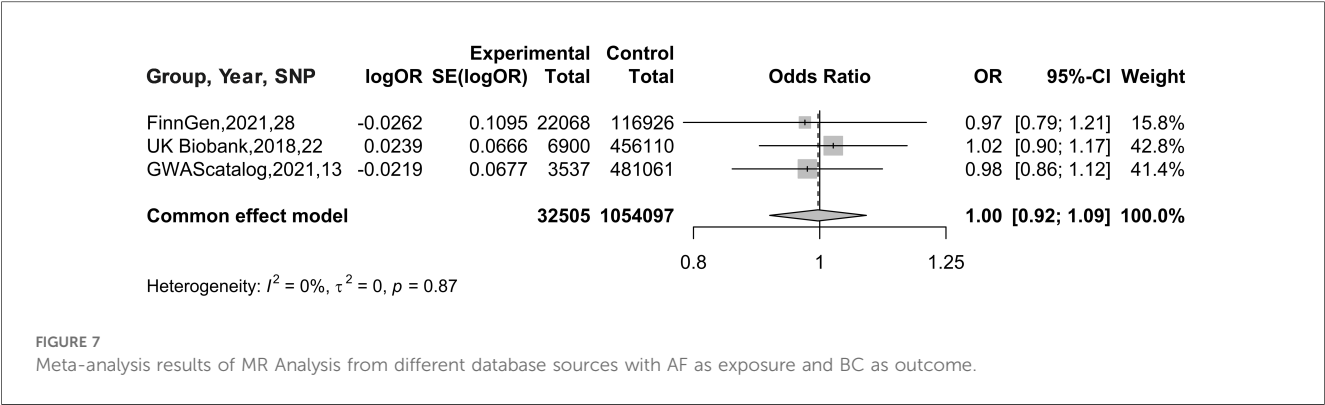 Experimental Control
Group, Year, SNP logOR SE(logOR) Total Total Odds Ratio OR 95%-CI Weight
FinnGen,2021,28 -0.0262 0.1095 22068 116926 0.97 [0.79; 1.21] 15.8%
UK Biobank,2018,22 0.0239 0.0666 6900 456110 1.02 [0.90; 1.17] 42.8%
GWAScatalog,2021,13 -0.0219 0.0677 3537 481061 0.98 [0.86; 1.12] 41.4%
Common effect model 32505 1054097 1.00 [0.92; 1.09] 100.0%
0.8 1 1.25
Heterogeneity: I² = 0%, τ² = 0, p = 0.87
FIGURE 7
Meta-analysis results of MR Analysis from different database sources with AF as exposure and BC as outcome.